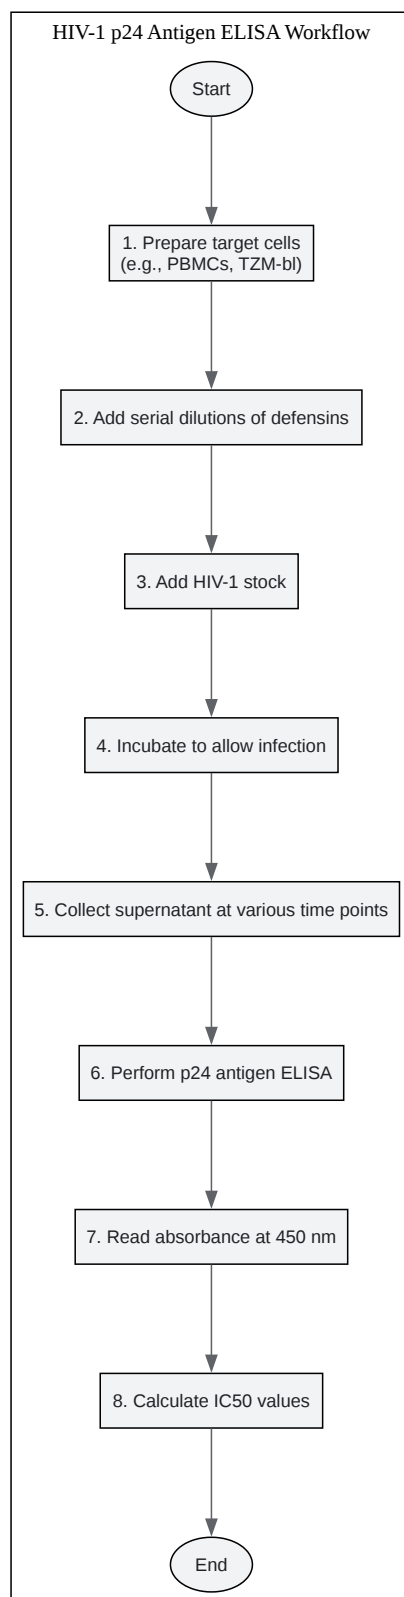 HIV-1 p24 Antigen ELISA Workflow
Start
1. Prepare target cells
(e.g., PBMCs, TZM-bl)
2. Add serial dilutions of defensins
3. Add HIV-1 stock
4. Incubate to allow infection
5. Collect supernatant at various time points
6. Perform p24 antigen ELISA
7. Read absorbance at 450 nm
8. Calculate IC50 values
End